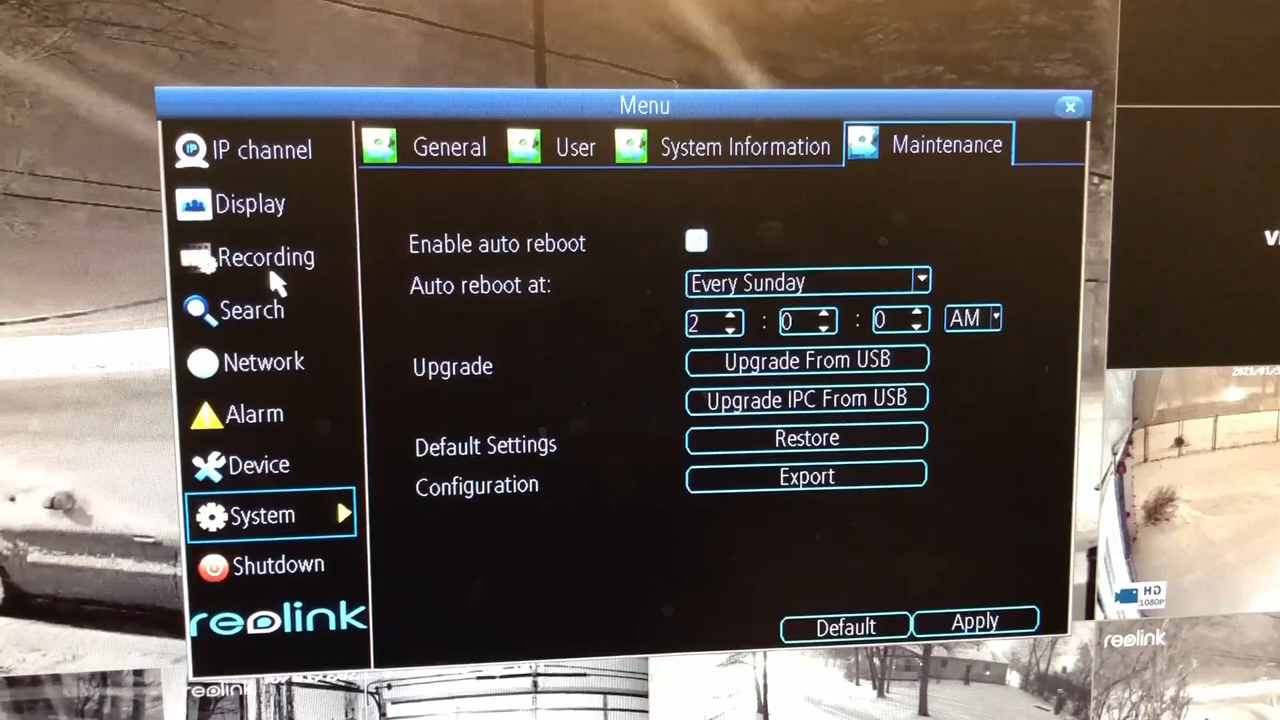 Menu
IP channel
Display
Recording
Search
Network
Alarm
Device
System
Shutdown
reolink
General
User
System Information
Maintenance
Enable auto reboot
Auto reboot at:
Every Sunday
2 : 0 : 0 AM
Upgrade
Upgrade From USB
Upgrade IPC From USB
Default Settings
Restore
Configuration
Export
Default
Apply
HD
1080P
reolink
reolink